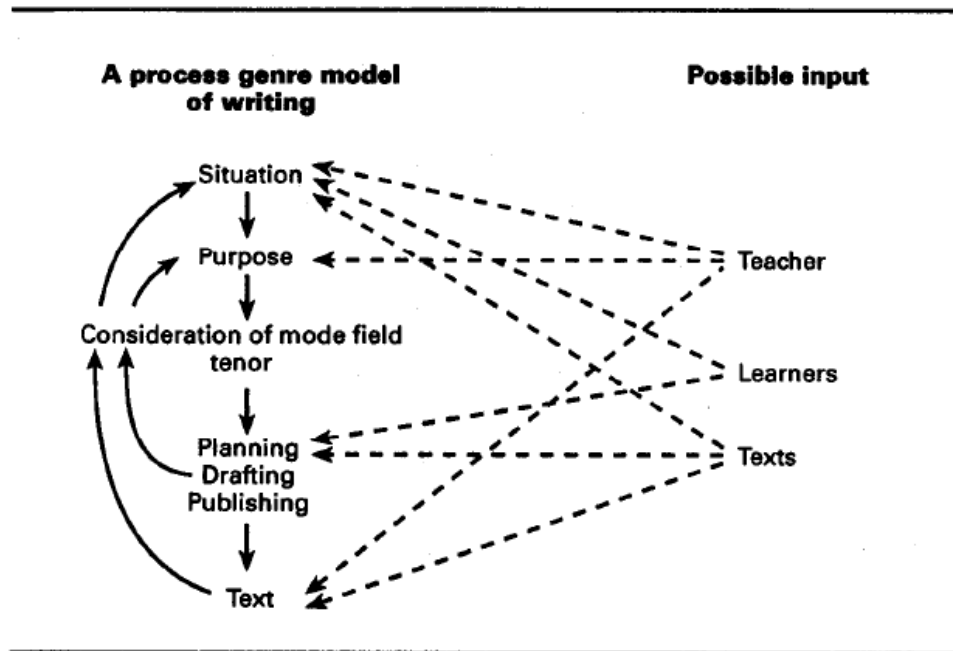 A process genre model
of writing
Possible input
Situation
Purpose
Teacher
Consideration of mode field
tenor
Learners
Planning
Drafting
Publishing
Texts
Text